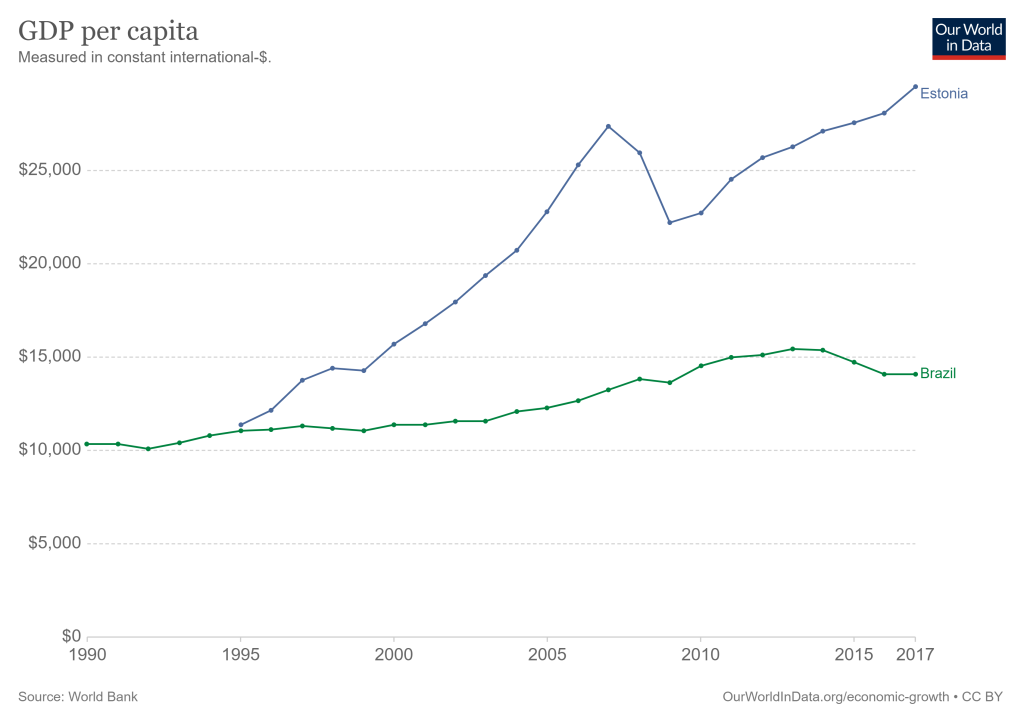 GDP per capita
Measured in constant international-$.
Our World
in Data
Estonia
$25,000
$20,000
$15,000
Brazil
$10,000
$5,000
$0
1990 1995 2000 2005 2010 2015 2017
Source: World Bank
OurWorldInData.org/economic-growth • CC BY